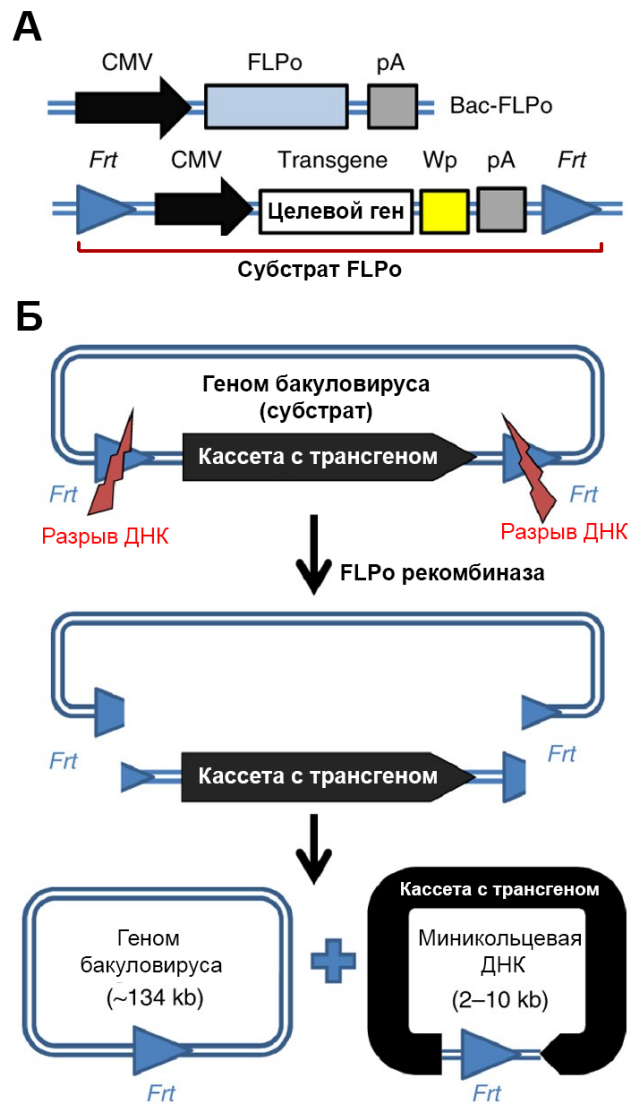 А
CMV FLPo pA
Bac-FLPo
Frt CMV Transgene Wp pA Frt
Целевой ген
Субстрат FLPo
Б
Геном бакуловируса
(субстрат)
Кассета с трансгеном
Frt Frt
Разрыв ДНК Разрыв ДНК
FLPo рекомбиназа
Frt Frt
Кассета с трансгеном
Кассета с трансгеном
Геном
бакуловируса
(~134 kb)
Frt
Миникольцевая
ДНК
(2–10 kb)
Frt